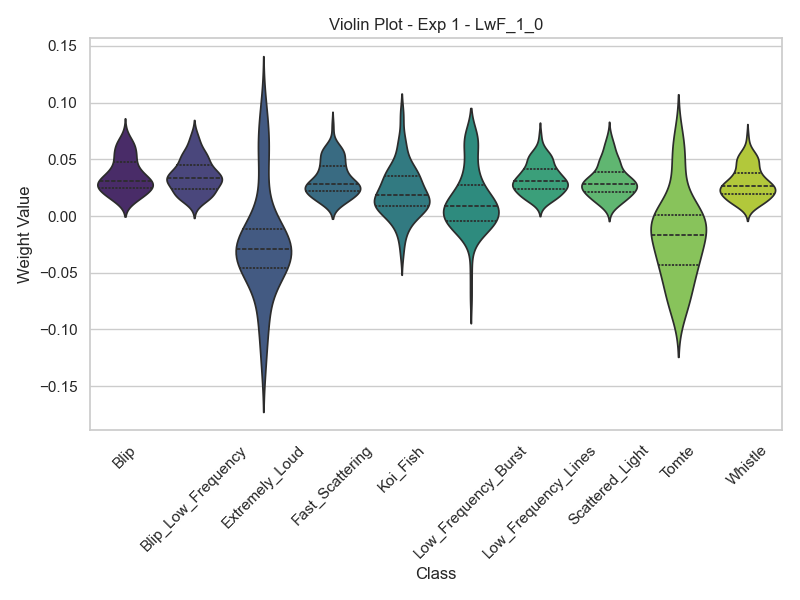 Violin Plot - Exp 1 - LwF_1_0
Weight Value
0.15
0.10
0.05
0.00
−0.05
−0.10
−0.15
Blip
Blip_Low_Frequency
Extremely_Loud
Fast_Scattering
Koi_Fish
Low_Frequency_Burst
Low_Frequency_Lines
Scattered_Light
Tomte
Whistle
Class